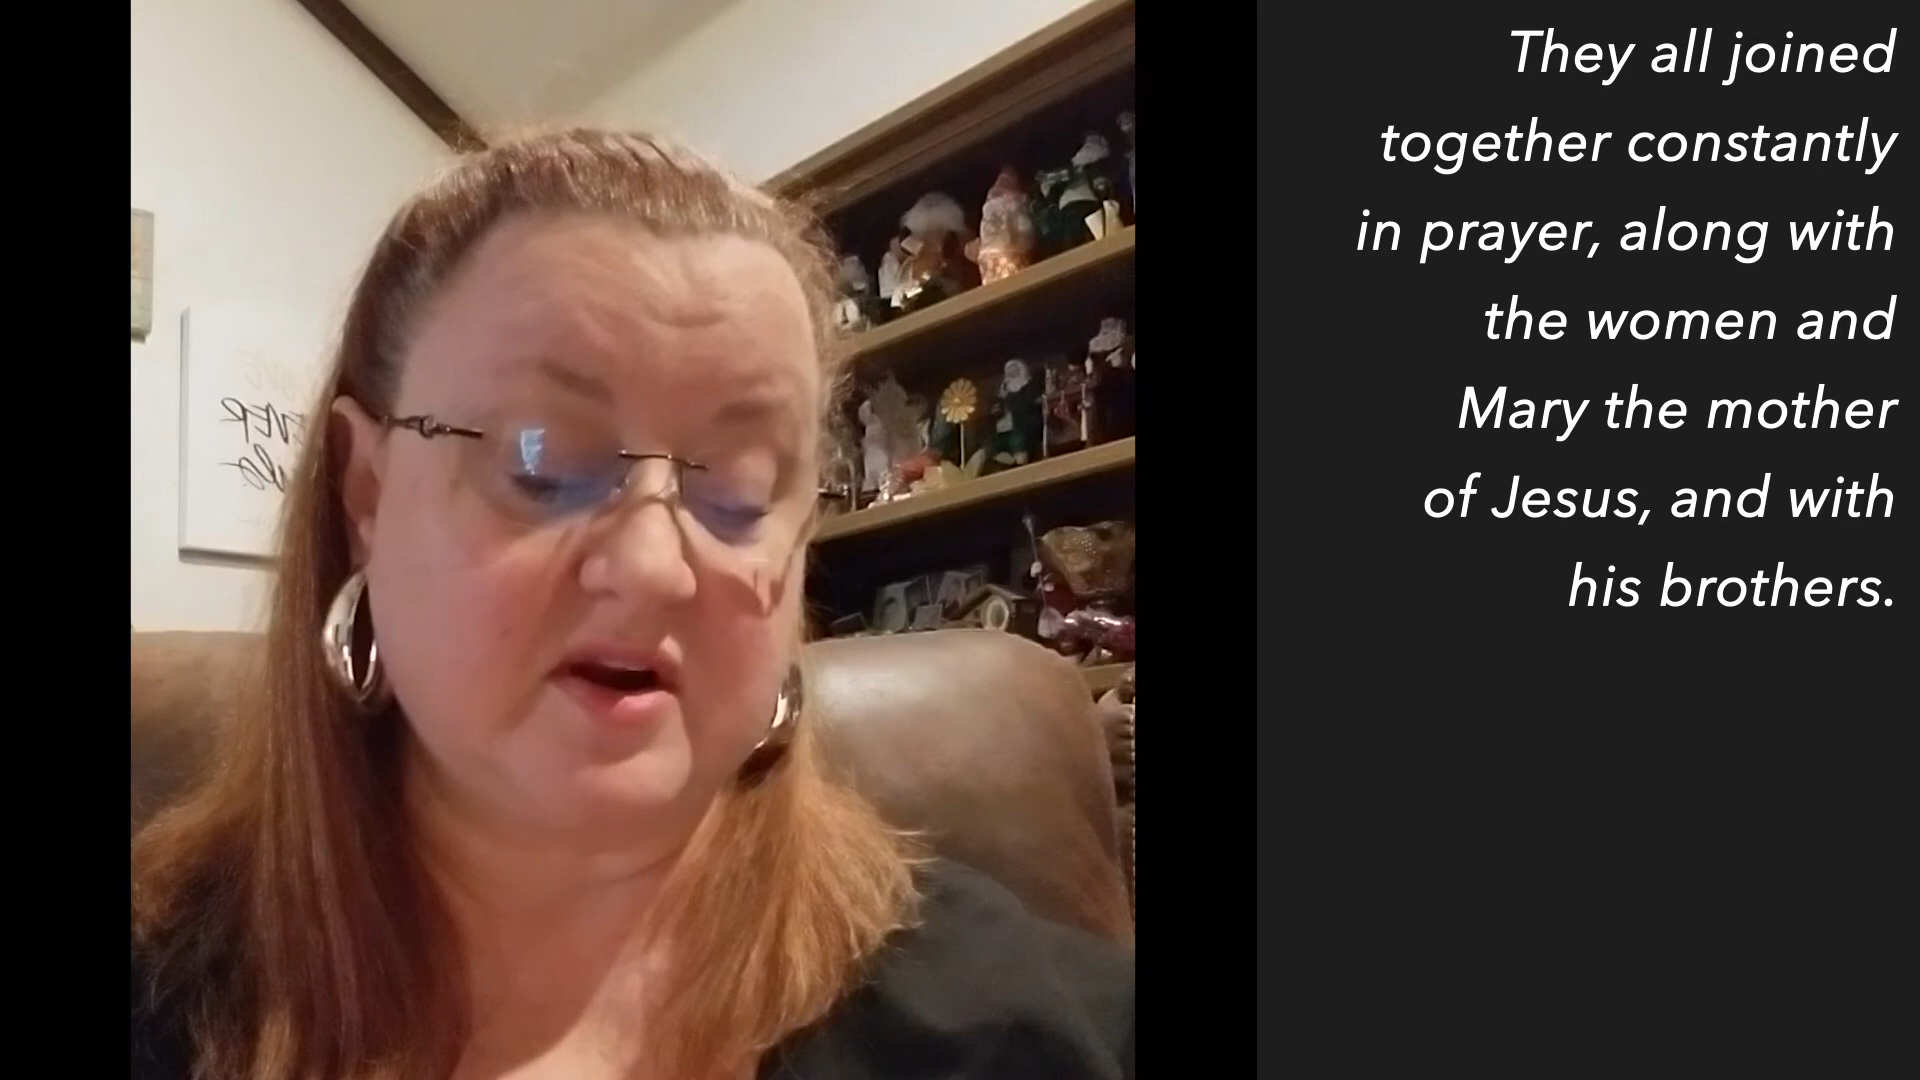 They all joined
together constantly
in prayer, along with
the women and
Mary the mother
of Jesus, and with
his brothers.